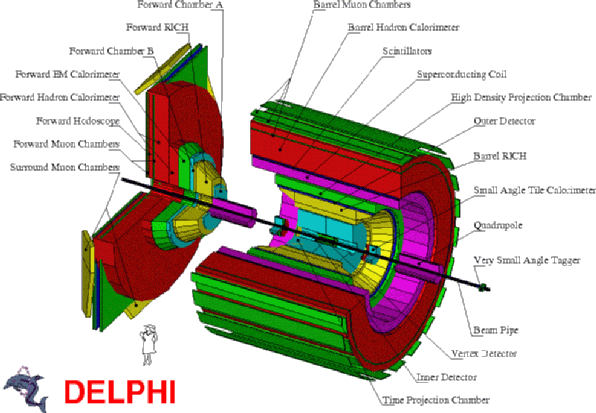 Forward Chamber A
Forward RICH
Forward Chamber B
Forward EM Calorimeter
Forward Hadron Calorimeter
Forward Hodoscope
Forward Muon Chambers
Surround Muon Chambers
Barrel Muon Chambers
Barrel Hadron Calorimeter
Scintillators
Superconducting Coil
High Density Projection Chamber
Outer Detector
Barrel RICH
Small Angle Tile Calorimeter
Quadrupole
Very Small Angle Tagger
Beam Pipe
Vertex Detector
Inner Detector
Time Projection Chamber
DELPHI